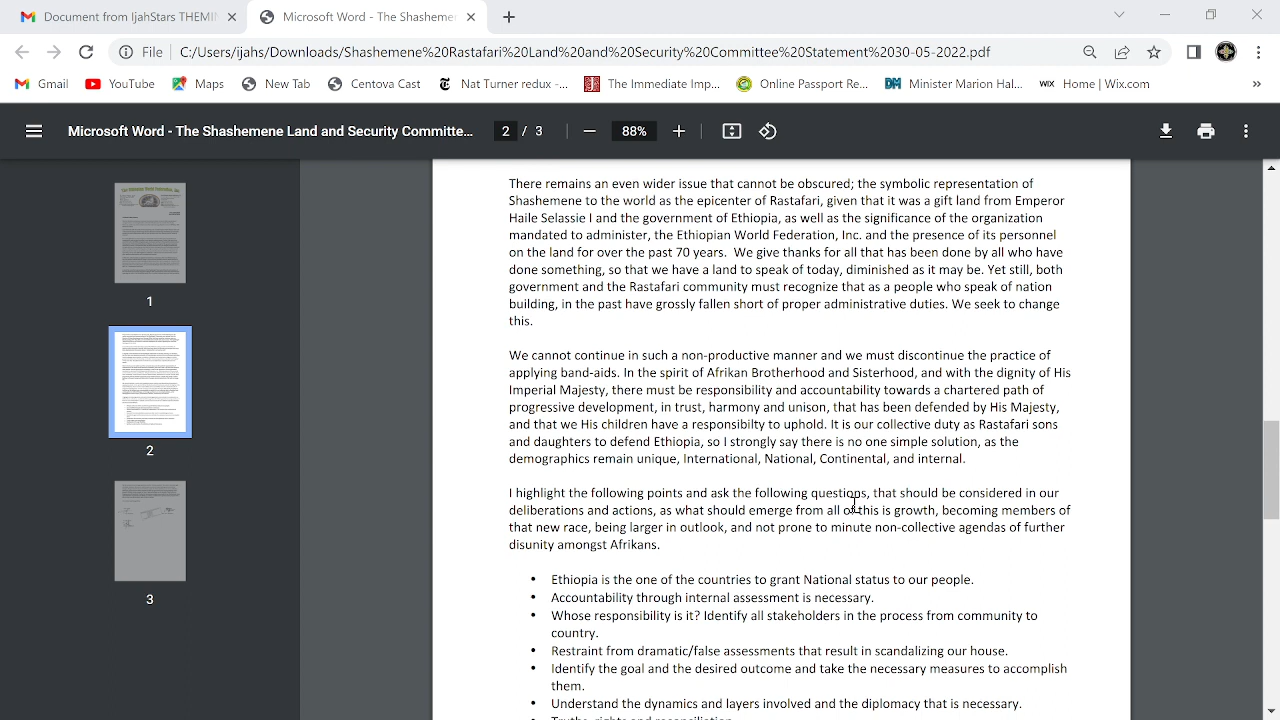 Document from IjahStars THEMIN
Microsoft Word - The Shashemen
File
C:/Users/ijahs/Downloads/Shashemene%20Rastafari%20Land%20and%20Security%20Committee%20Statement%2030-05-2022.pdf
Gmail YouTube Maps New Tab Centova Cast Nat Turner redux -... The Immediate Imp... Online Passport Re... Minister Marion Hal... WIX Home | Wix.com »
Microsoft Word - The Shashemene Land and Security Committe... 2 / 3 88%
1
2
3
There remains an even wider issue that cannot be obscured, the symbolic representation of
Shashemene to the world as the epicenter of Rastafari, given that it was a gift land from Emperor
Haile Selassie I and the government of Ethiopia, as well as the significance of the organization
mandated to administer, the Ethiopian World Federation, Inc. and the presence of its personnel
on the land for over the past 70 years. We give thanks for all that has been done by all who have
done something, so that we have a land to speak of today, diminished as it may be. Yet still, both
government and the Rastafari community must recognize that as a people who speak of nation
building, in the past have grossly fallen short of proper administrative duties. We seek to change
this.
We cannot continue in such a non-productive manner and we must discontinue the practice of
applying band-aids. In the spirit of Afrikan Brotherhood and Sisterhood, and with the dignity of His
Imperial Majesty, there must be responsibility and accountability towards a chartered path of
progressive development, in trust, harmony and unison, that has been defended by His Majesty,
and that we His children have a responsibilty to uphold. It is our collective duty as Rastafari sons
and daughters to defend Ethiopia, so I strongly say there is no one simple solution, as the
demographics remain unique, International, National, Continental, and internal.
I highlight the following points and ask the following questions, that should be considered in our
deliberations and actions, as what should emerge from all of this is growth, becoming members of
that new race, being larger in outlook, and not prone to minute non-collective agendas of further
disunity amongst Afrikans.
• Ethiopia is the one of the countries to grant National status to our people.
• Accountability through internal assessment is necessary.
• Whose responsibility is it? Identify all stakeholders in the process from community to
country.
• Restraint from dramatic/false assessments that result in scandalizing our house.
• Identify the goal and the desired outcome and take the necessary measures to accomplish
them.
• Understand the dynamics and layers involved and the diplomacy that is necessary.
• Truths, rights and reconciliation